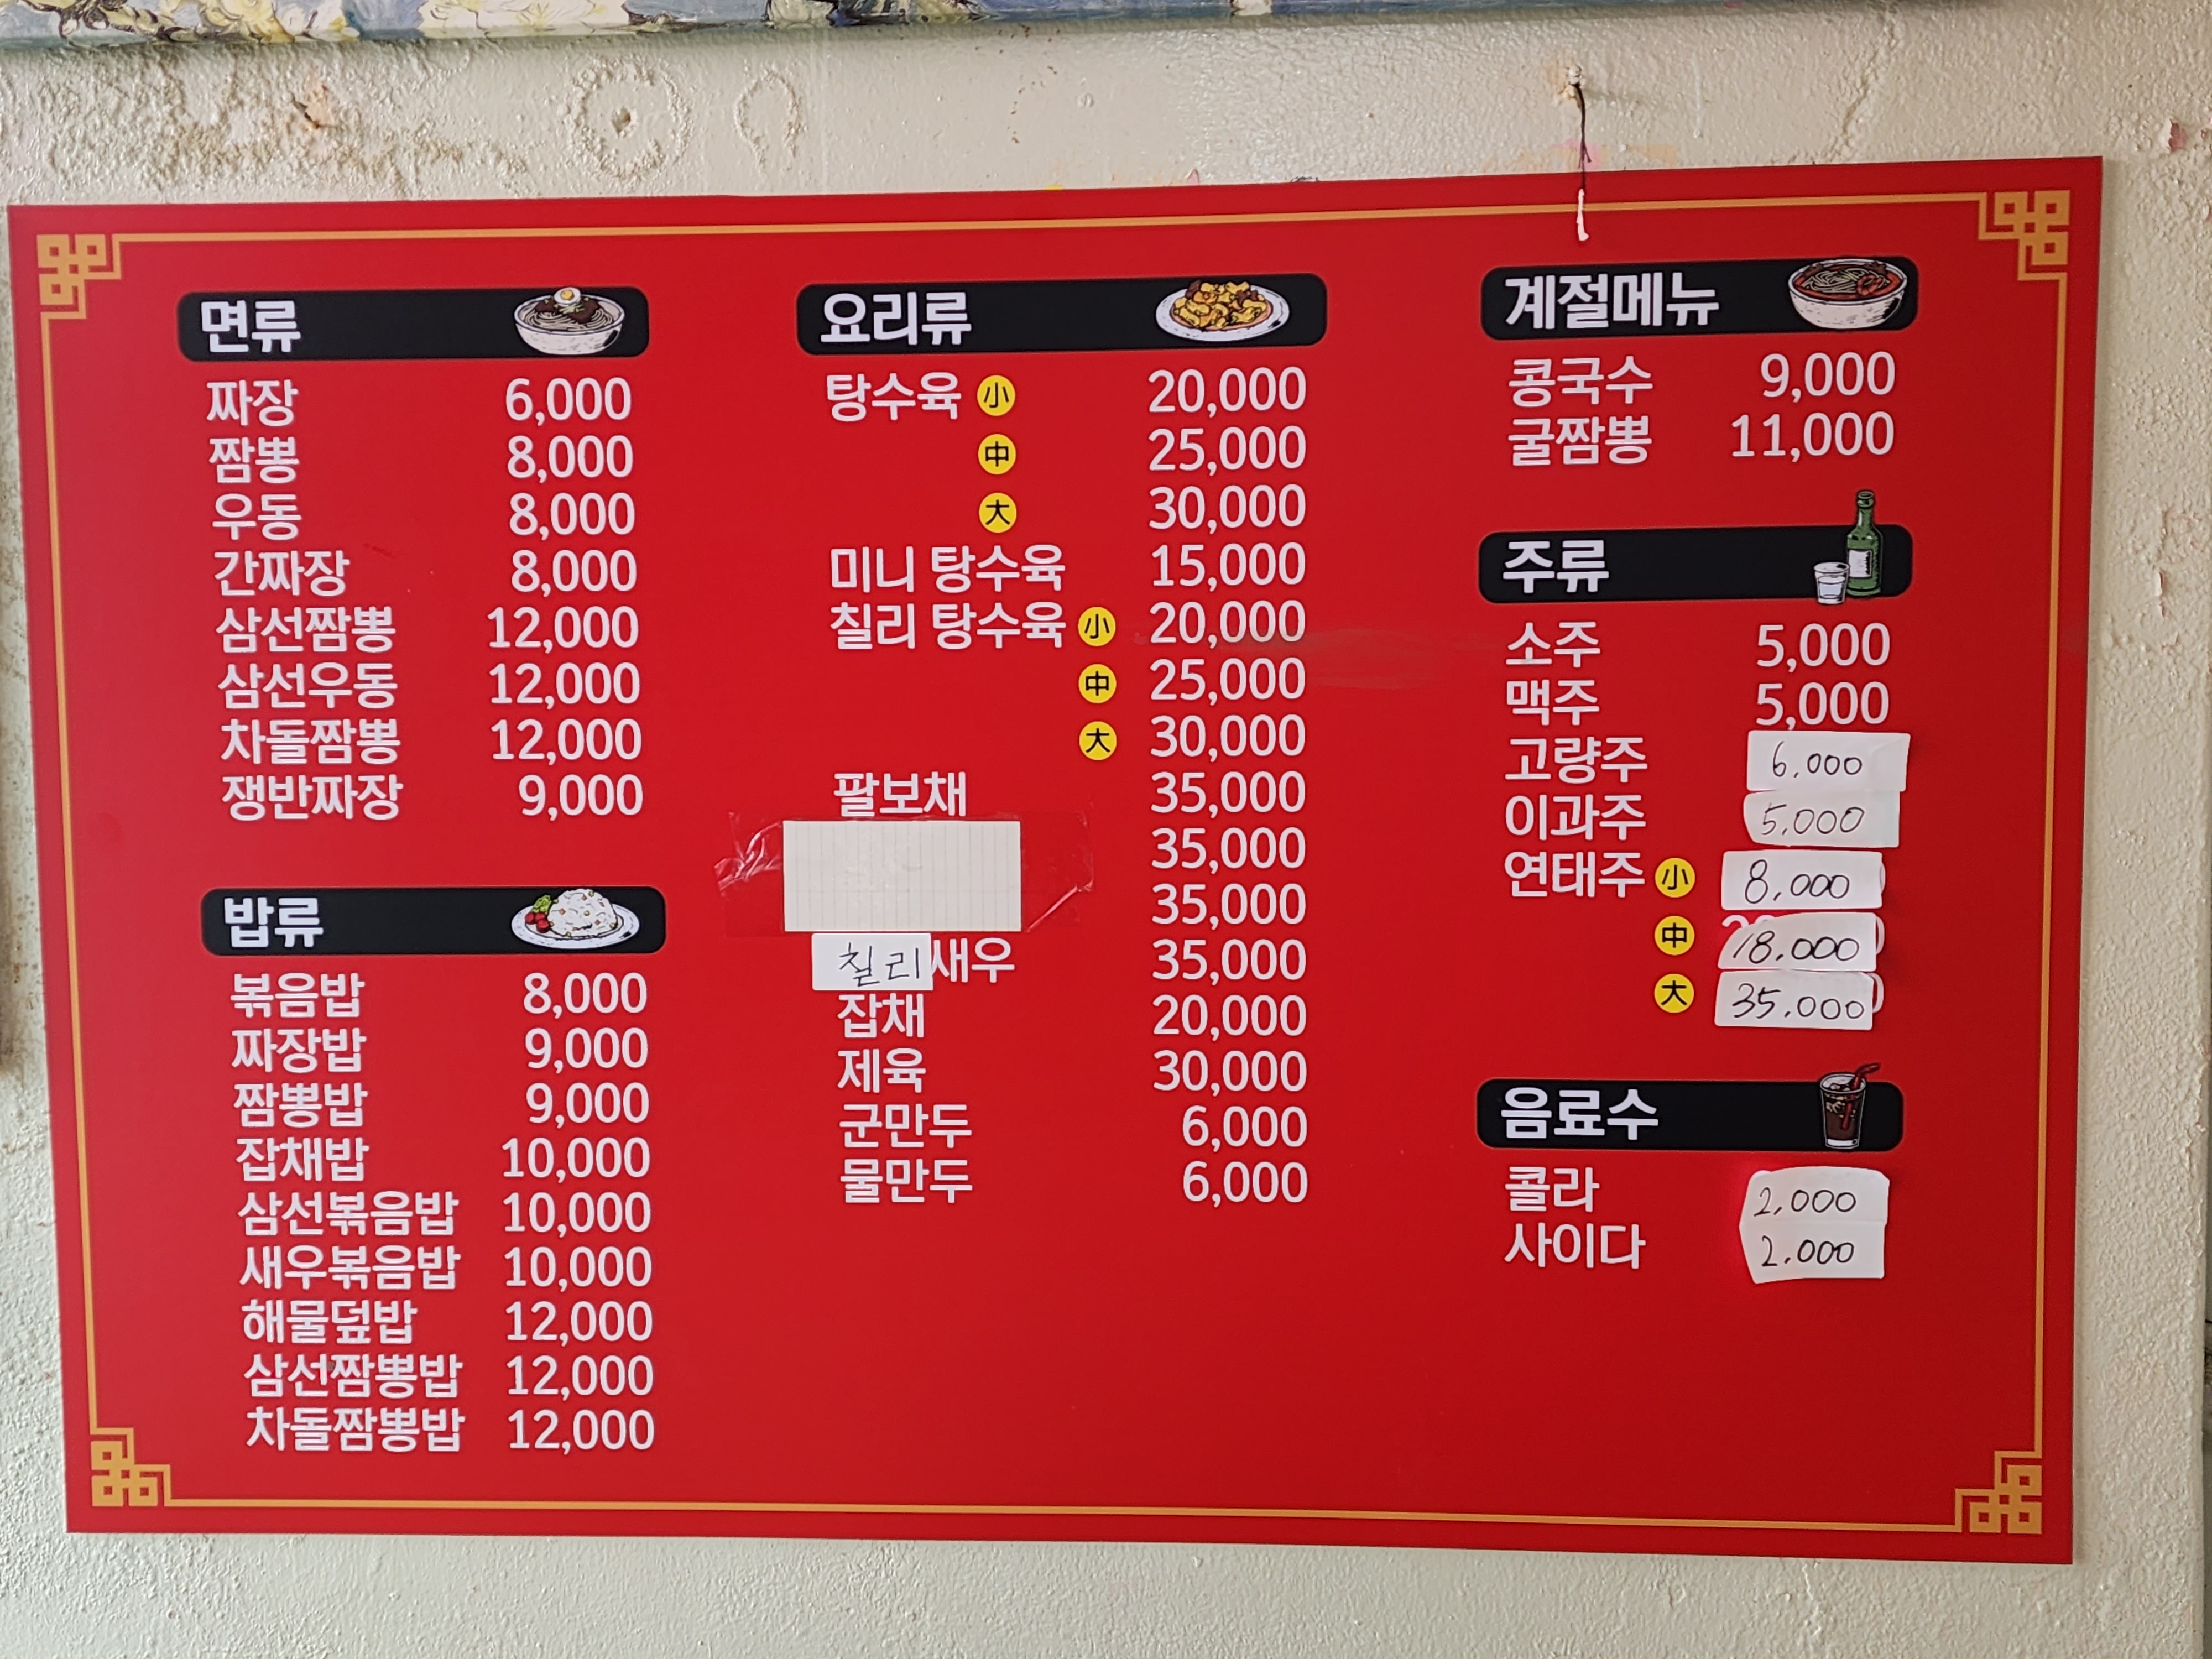 면류
짜장 6,000
짬뽕 8,000
우동 8,000
간짜장 8,000
삼선짬뽕 12,000
삼선우동 12,000
차돌짬뽕 12,000
쟁반짜장 9,000
밥류
볶음밥 8,000
짜장밥 9,000
짬뽕밥 9,000
잡채밥 10,000
삼선볶음밥 10,000
새우볶음밥 10,000
해물덮밥 12,000
삼선짬뽕밥 12,000
차돌짬뽕밥 12,000
요리류
탕수육 小 20,000
中 25,000
大 30,000
미니 탕수육 15,000
칠리 탕수육 小 20,000
中 25,000
大 30,000
팔보채 35,000
35,000
35,000
칠리새우 35,000
잡채 20,000
제육 30,000
군만두 6,000
물만두 6,000
계절메뉴
콩국수 9,000
굴짬뽕 11,000
주류
소주 5,000
맥주 5,000
고량주 6.000
이과주 5.000
연태주 小 8.000
中 18.000
大 35.000
음료수
콜라 2.000
사이다 2.000